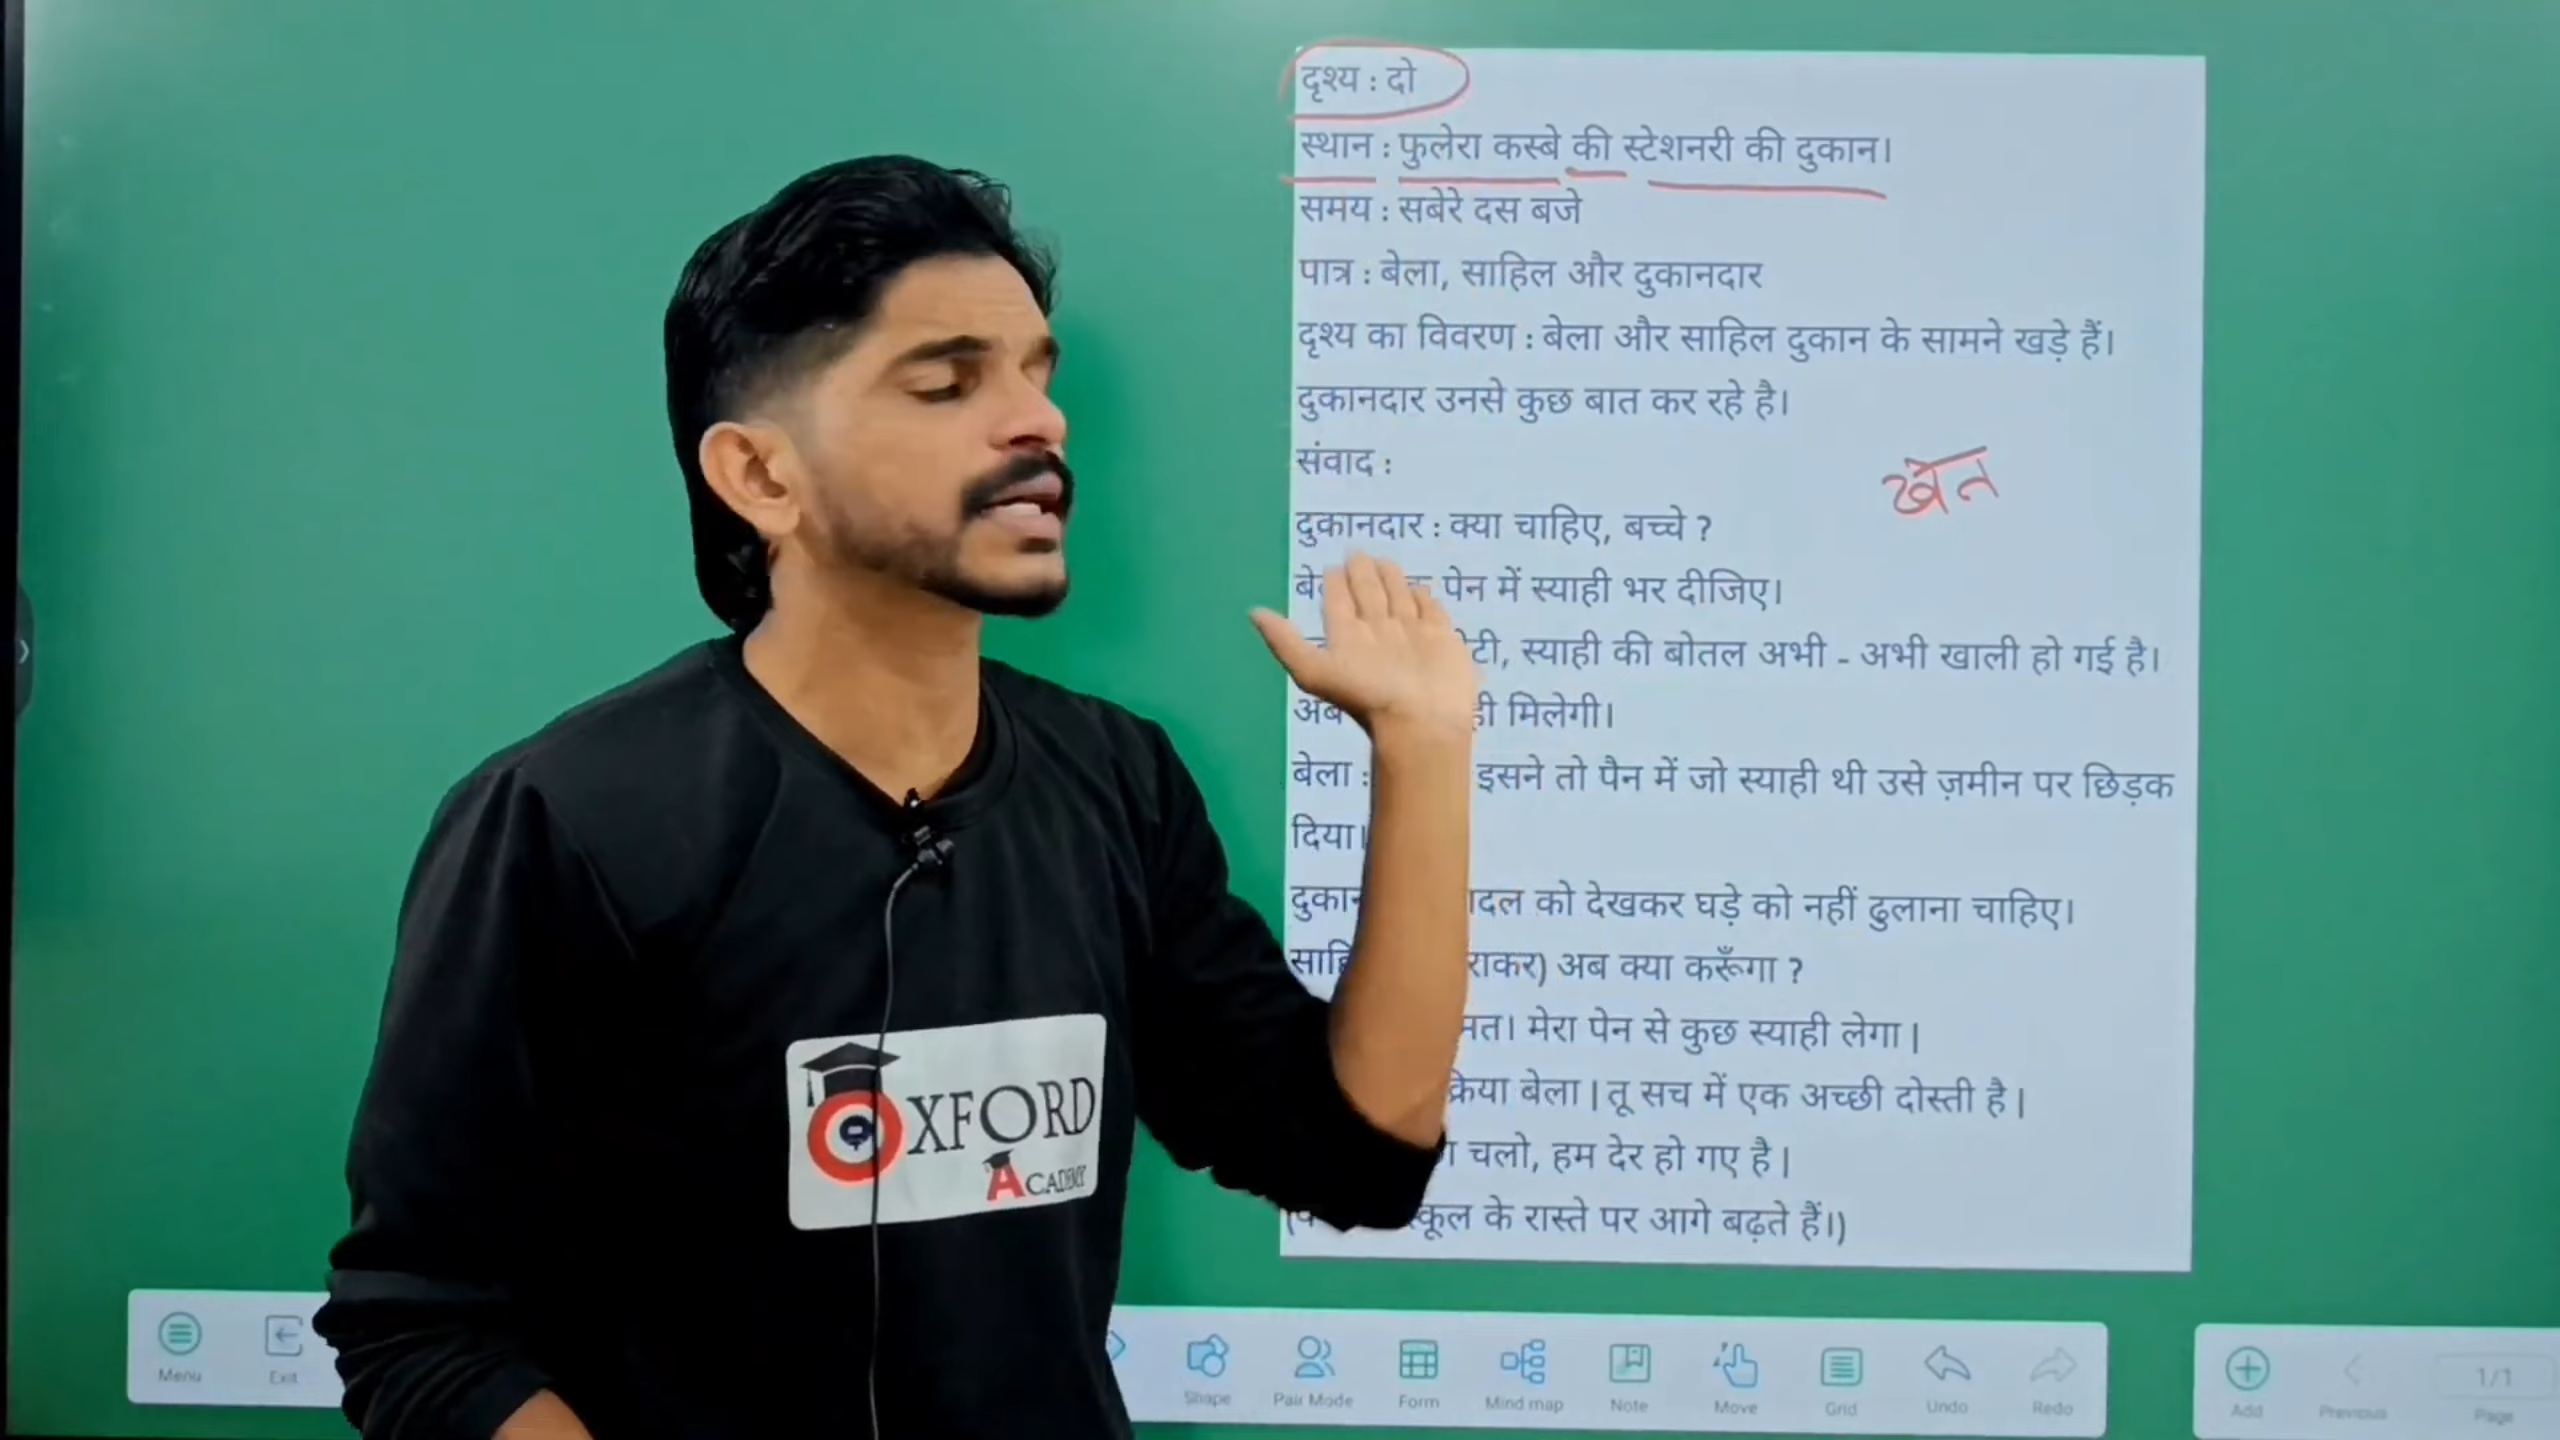 दृश्य : दो
स्थान : फुलेरा कस्बे की स्टेशनरी की दुकान।
समय : सबेरे दस बजे
पात्र : बेला, साहिल और दुकानदार
दृश्य का विवरण : बेला और साहिल दुकान के सामने खड़े हैं।
दुकानदार उनसे कुछ बात कर रहे है।
संवाद :
दुकानदार : क्या चाहिए, बच्चे ?
पेन में स्याही भर दीजिए।
स्याही की बोतल अभी - अभी खाली हो गई है।
अब मिलेगी।
बेला : इसने तो पैन में जो स्याही थी उसे ज़मीन पर छिड़क
दिया।
को देखकर घड़े को नहीं ढुलाना चाहिए।
अब क्या करूँगा ?
मत। मेरा पेन से कुछ स्याही लेगा |
बेला | तू सच में एक अच्छी दोस्ती है |
चलो, हम देर हो गए है |
के रास्ते पर आगे बढ़ते हैं।)
OXFORD
ACADEMY
Menu
Exit
Shape
Pair Mode
Form
Mind map
Note
Move
Grid
Undo
Redo
Add
Previous
1/1
Page